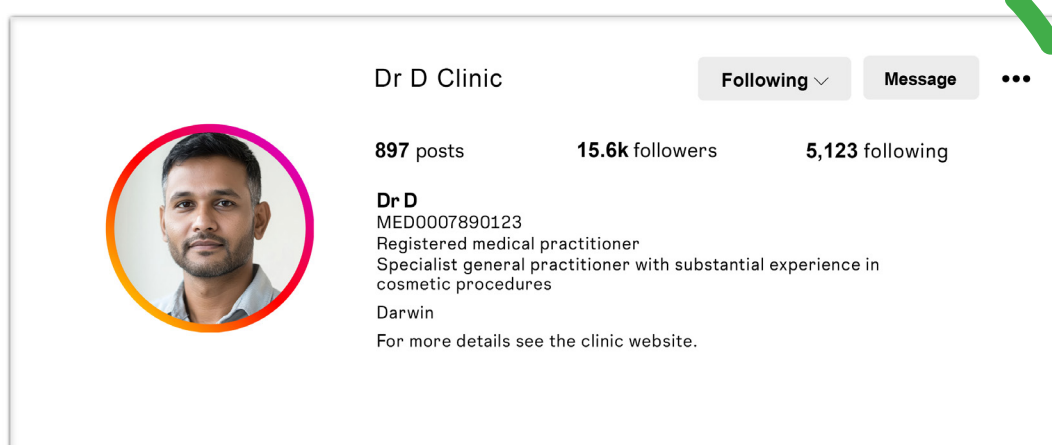 Dr D Clinic
Following
Message
897 posts
15.6k followers
5,123 following
Dr D
MED0007890123
Registered medical practitioner
Specialist general practitioner with substantial experience in
cosmetic procedures
Darwin
For more details see the clinic website.